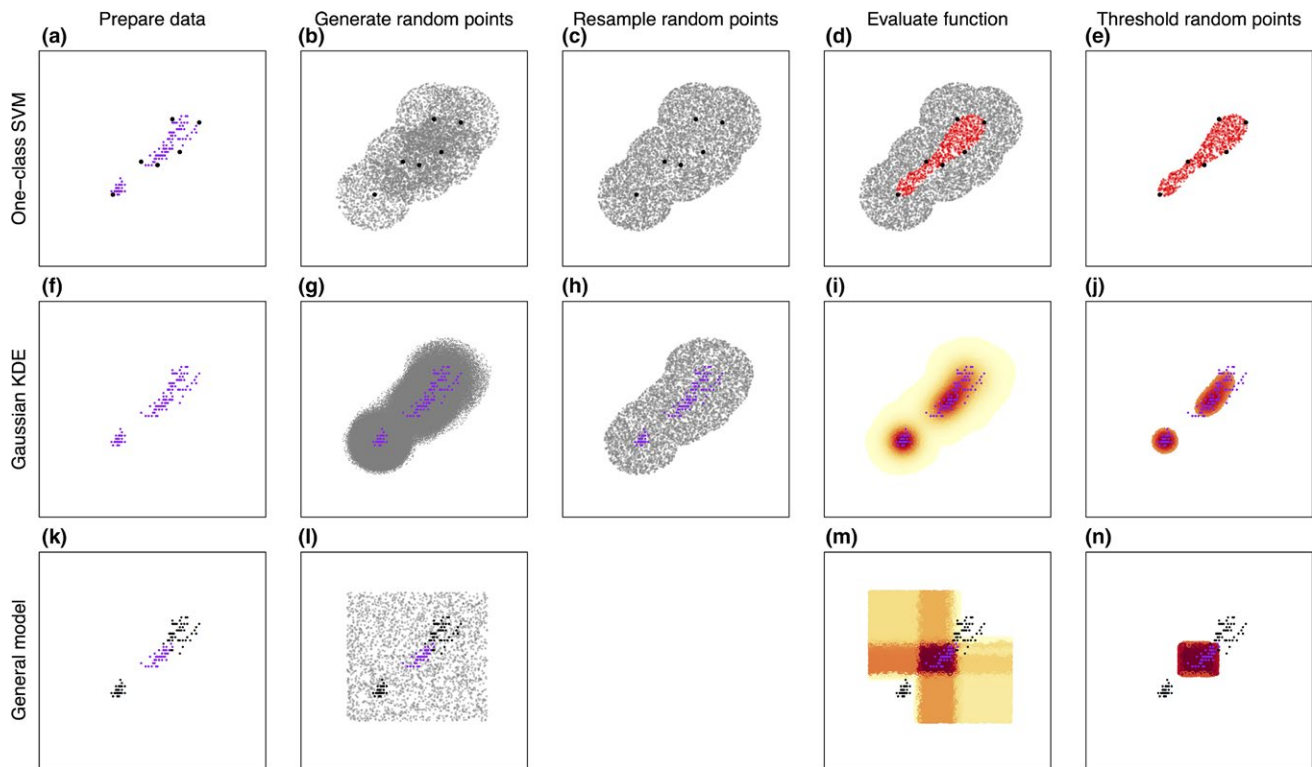 Prepare data
Generate random points
Resample random points
Evaluate function
Threshold random points
(a)
(b)
(c)
(d)
(e)
One−class SVM
(f)
(g)
(h)
(i)
(j)
Gaussian KDE
(k)
(l)
(m)
(n)
General model